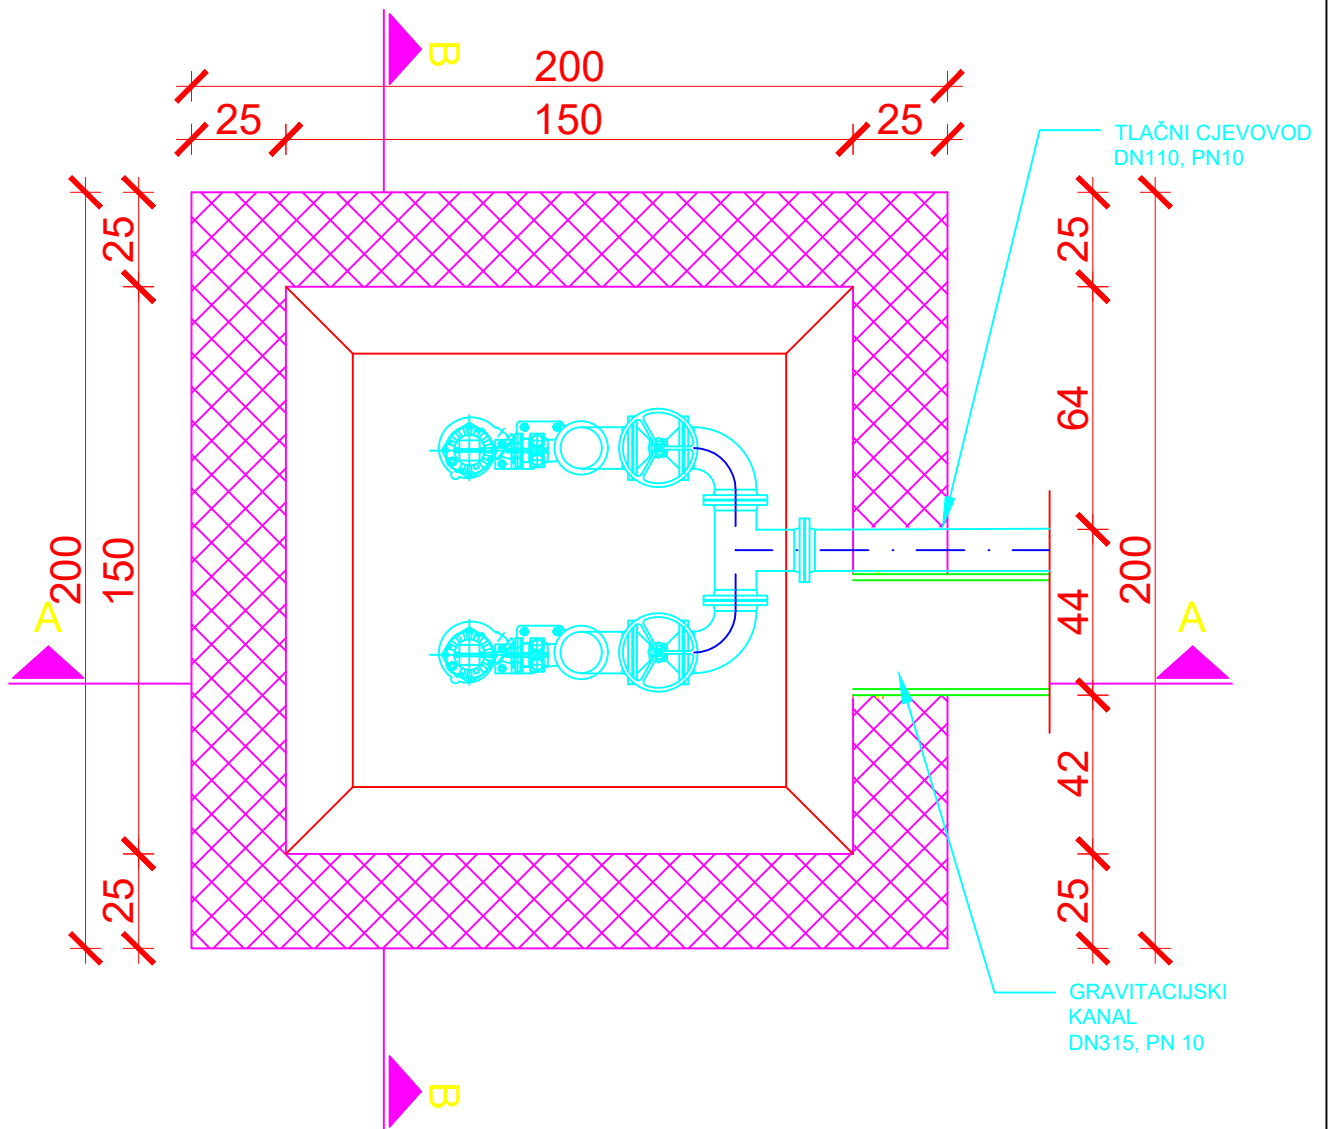 B
200
25 150 25
TLAČNI CJEVOVOD
DN110, PN10
25
150
25
200
25
64
44
42
25
200
A
A
GRAVITACIJSKI
KANAL
DN315, PN 10
B